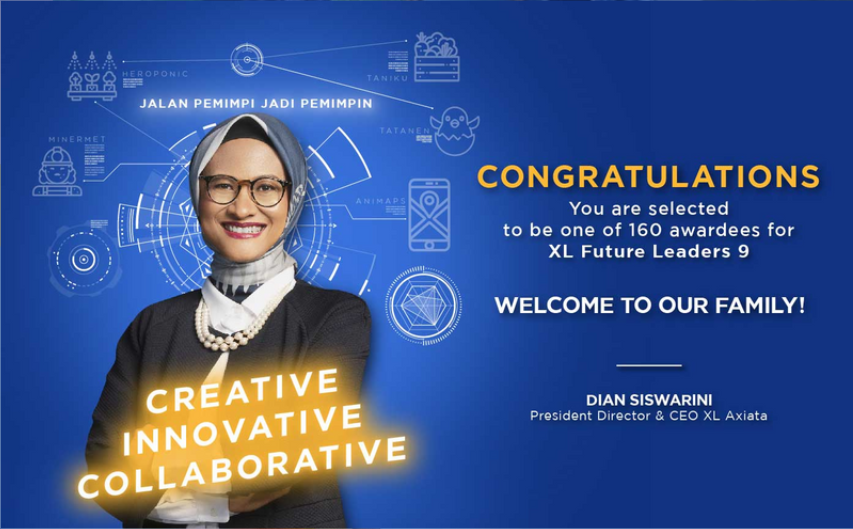 HEROPONIC
TANIKU
JALAN PEMIMPI JADI PEMIMPIN
TATANEN
MINERMET
ANIMAPS
CONGRATULATIONS
You are selected
to be one of 160 awardees for
XL Future Leaders 9
WELCOME TO OUR FAMILY!
DIAN SISWARINI
President Director & CEO XL Axiata
CREATIVE
INNOVATIVE
COLLABORATIVE